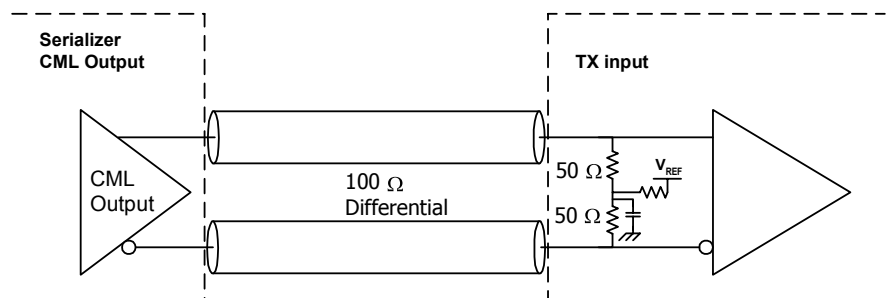 Serializer
CML Output
TX input
CML
Output
100 Ω
Differential
50 Ω
VREF
50 Ω